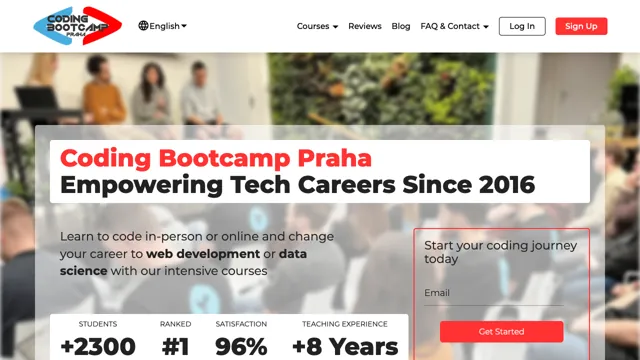 CODING
BOOTCAMP
PRAHA
English
Courses
Reviews
Blog
FAQ & Contact
Log In
Sign Up
Coding Bootcamp Praha
Empowering Tech Careers Since 2016
Learn to code in-person or online and change
your career to web development or data
science with our intensive courses
Start your coding journey
today
Email
Get Started
STUDENTS
RANKED
SATISFACTION
TEACHING EXPERIENCE
+2300
#1
96%
+8 Years